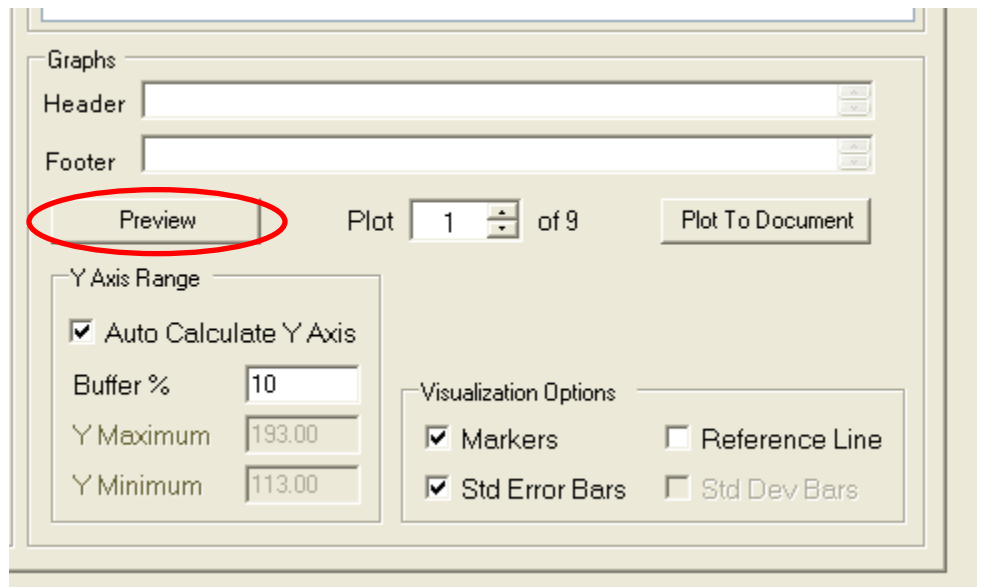 Graphs
Header
Footer
Preview Plot 1 of 9 Plot To Document
Y Axis Range
Auto Calculate Y Axis
Buffer % 10
Y Maximum 193.00
Y Minimum 113.00
Visualization Options
Markers Reference Line
Std Error Bars Std Dev Bars